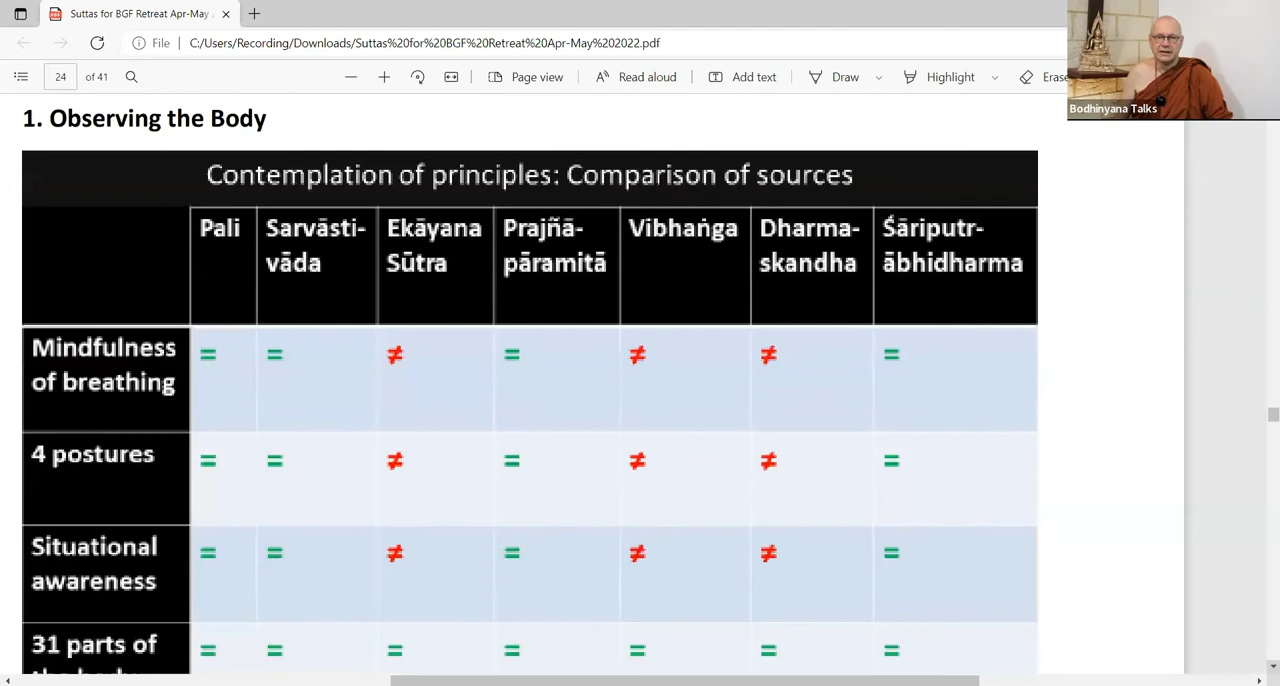 Suttas for BGF Retreat Apr-May
File
C:/Users/Recording/Downloads/Suttas%20for%20BGF%20Retreat%20Apr-May%202022.pdf
24 of 41
Page view
Read aloud
Add text
Draw
Highlight
Erase
Bodhinyana Talks
1. Observing the Body
Contemplation of principles: Comparison of sources
Pali Sarvāsti- Ekāyana Prajñā- Vibhaṅga Dharma- Śāriputr-
vāda Sūtra pāramitā skandha ābhidharma
Mindfulness
of breathing
= = ≠ = ≠ ≠ =
4 postures
= = ≠ = ≠ ≠ =
Situational
awareness
= = ≠ = ≠ ≠ =
31 parts of
= = = = = = =